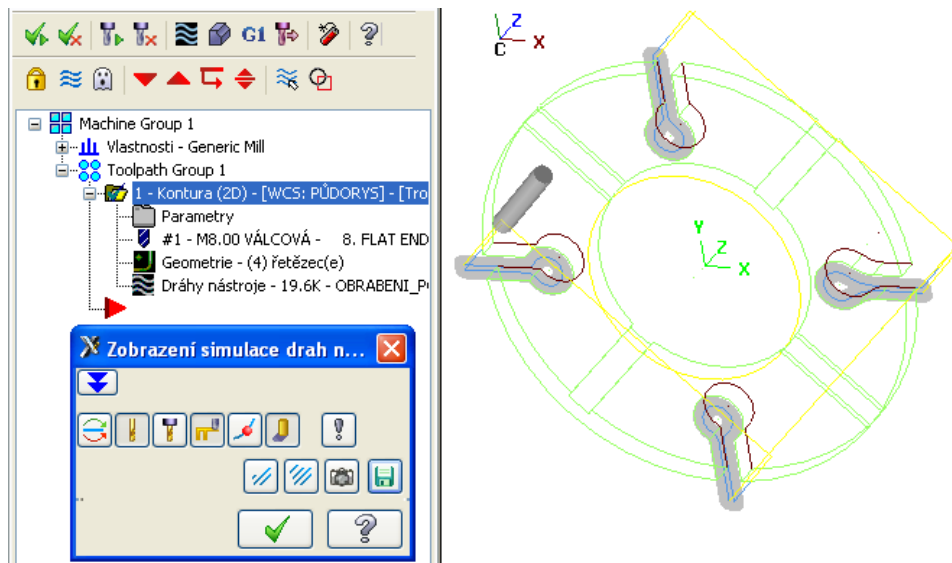 G1
Machine Group 1
Vlastnosti - Generic Mill
Toolpath Group 1
1 - Kontura (2D) - [WCS: PŮDORYS] - [Tro
Parametry
#1 - M8.00 VÁLCOVÁ - 8. FLAT END
Geometrie - (4) řetězec(e)
Dráhy nástroje - 19.6K - OBRABENI_P
Zobrazení simulace drah n...
Z
X
C
Y
Z
X